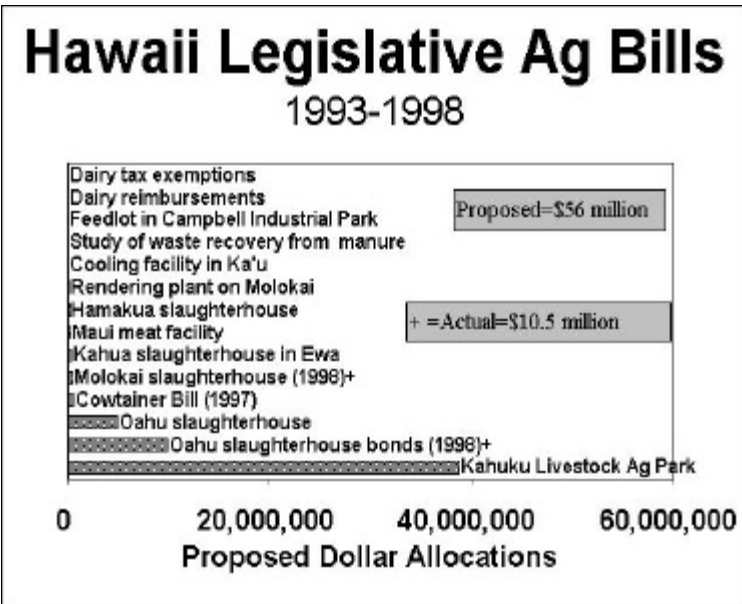 Hawaii Legislative Ag Bills
1993-1998
Dairy tax exemptions
Dairy reimbursements
Proposed=$56 million
Feedlot in Campbell Industrial Park
Study of waste recovery from manure
Cooling facility in Ka'u
Rendering plant on Molokai
Hamakua slaughterhouse
+ =Actual=$10.5 million
Maui meat facility
Kahua slaughterhouse in Ewa
Molokai slaughterhouse (1998)+
Cowtainer Bill (1997)
Oahu slaughterhouse
Oahu slaughterhouse bonds (1998)+
Kahuku Livestock Ag Park
0 20,000,000 40,000,000 60,000,000
Proposed Dollar Allocations